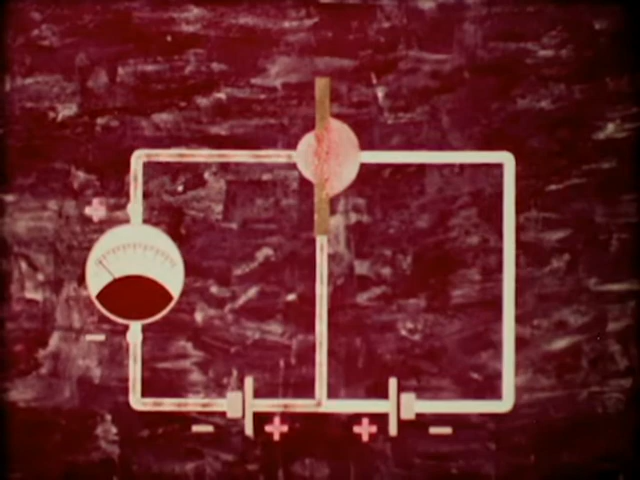 +
-
- + + -